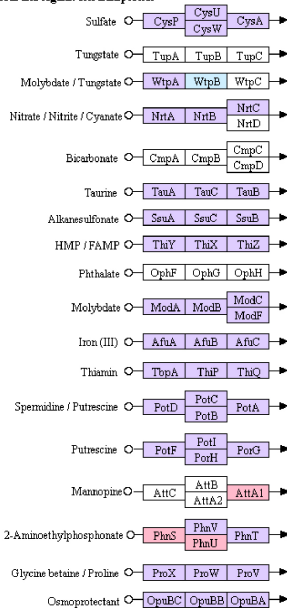 CysU
Sulfate CysP CysA
CysW
Tungstate TupA TupB TupC
Molybdate / Tungstate WtpA WtpB WtpC
NrtC
Nitrate / Nitrite / Cyanate NrtA NrtB
NrtD
CmpC
Bicarbonate CmpA CmpB
CmpD
Taurine TauA TauC TauB
Alkanesulfonate SsuA SsuC SsuB
HMP / FAMP ThiY ThiX ThiZ
Phthalate OphF OphG OphH
ModC
Molybdate ModA ModB
ModF
Iron (III) AfuA AfuB AfuC
Thiamin TbpA ThiP ThiQ
PotC
Spermidine / Putrescine PotD PotA
PotB
PotI
Putrescine PotF PorG
PorH
AttB
Mannopine AttC AttA1
AttA2
PhnV
2-Aminoethylphosphonate PhnS PhnT
PhnU
Glycine betaine / Proline ProX ProW ProV
Osmoprotectant OpuBC OpuBB OpuBA